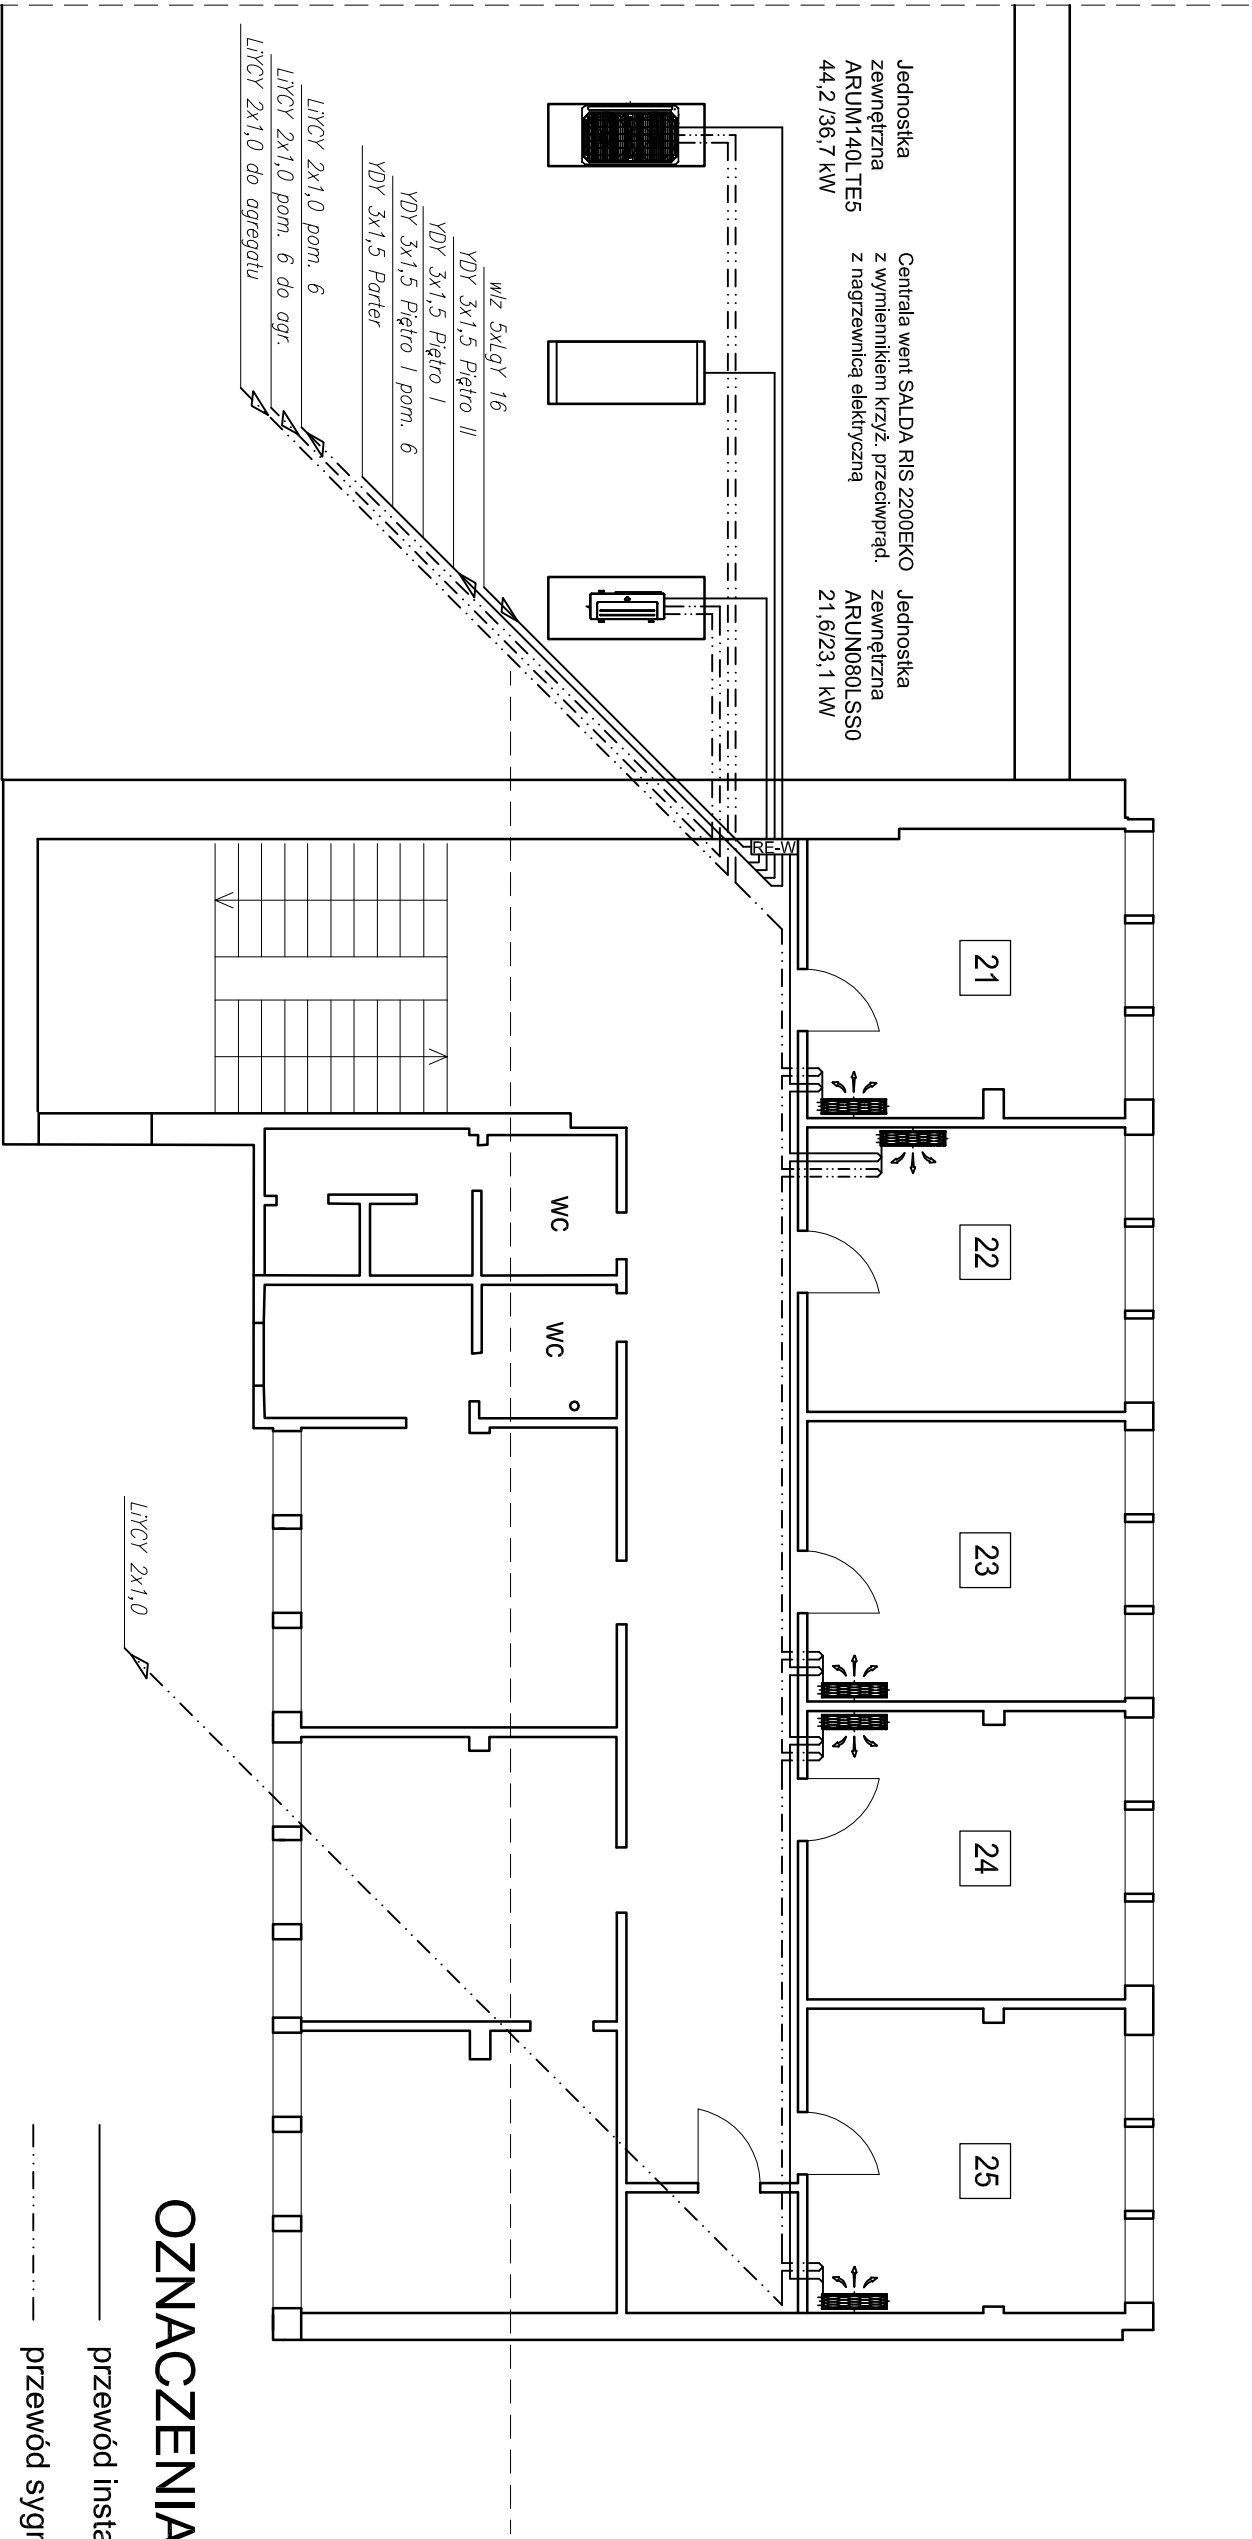 Jednostka
zewnętrzna
ARUM140LTE5
44,2 /36,7 kW
Centrala went SALDA RIS 2200EKO
z wymiennikiem krzyż. przeciwprąd.
z nagrzewnicą elektryczną
Jednostka
zewnętrzna
ARUN080LSS0
21,6/23,1 kW
wlz 5xLgY 16
YDY 3x1,5 Piętro II
YDY 3x1,5 Piętro I
YDY 3x1,5 Piętro I pom. 6
YDY 3x1,5 Parter
LiYCY 2x1,0 pom. 6
LiYCY 2x1,0 pom. 6 do agr.
LiYCY 2x1,0 do agregatu
RE-W
21
22
23
24
25
WC
WC
LiYCY 2x1,0
OZNACZENIA
przewód insta
przewód sygn